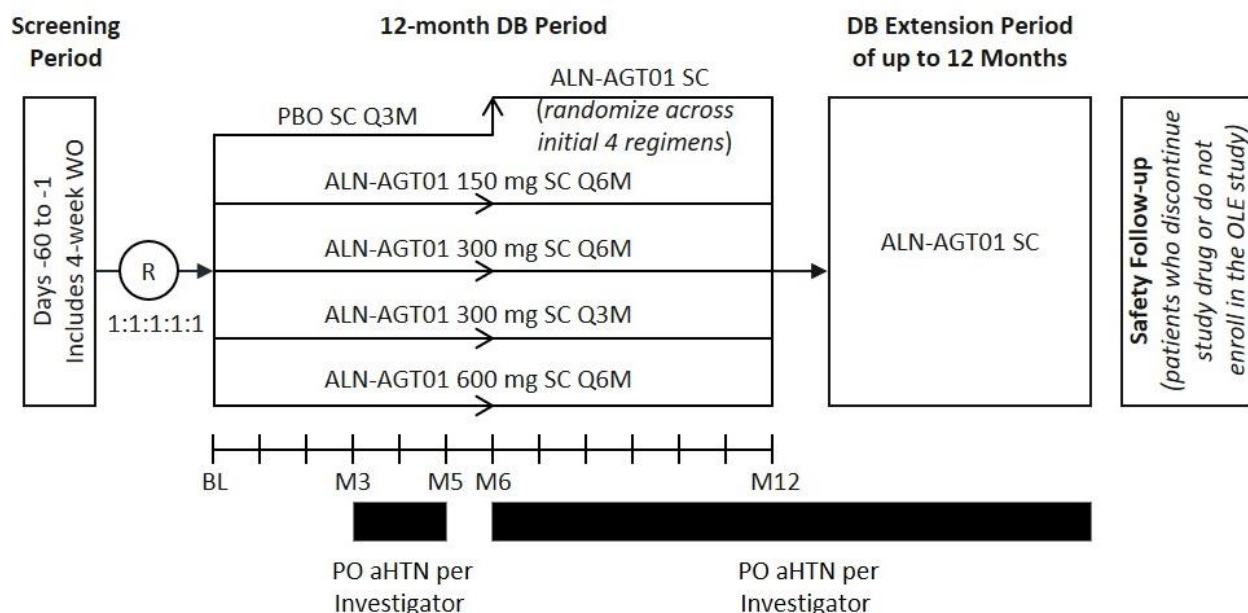 Screening
Period
12-month DB Period
DB Extension Period
of up to 12 Months
Days -60 to -1
Includes 4-week WO
R
1:1:1:1:1
PBO SC Q3M
ALN-AGT01 SC
(randomize across
initial 4 regimens)
ALN-AGT01 150 mg SC Q6M
ALN-AGT01 300 mg SC Q6M
ALN-AGT01 300 mg SC Q3M
ALN-AGT01 600 mg SC Q6M
ALN-AGT01 SC
Safety Follow-up
(patients who discontinue
study drug or do not
enroll in the OLE study)
BL
M3
M5
M6
M12
PO aHTN per
Investigator
PO aHTN per
Investigator